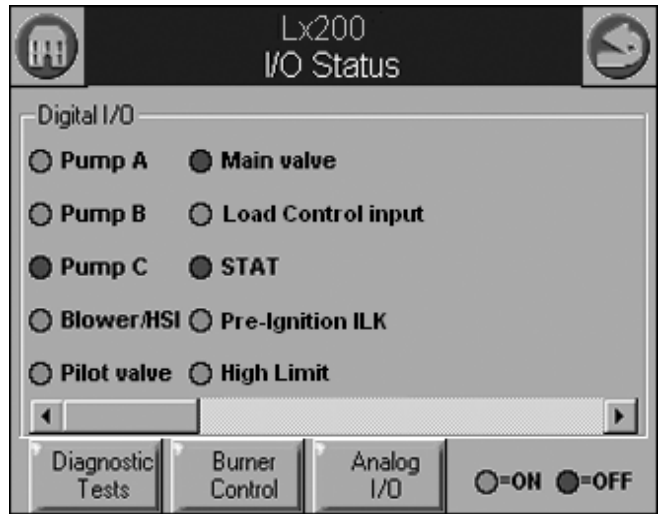 Lx200
I/O Status
Digital I/O
Pump A Main valve
Pump B Load Control input
Pump C STAT
Blower/HSI Pre-Ignition ILK
Pilot valve High Limit
Diagnostic Tests Burner Control Analog I/O =ON =OFF